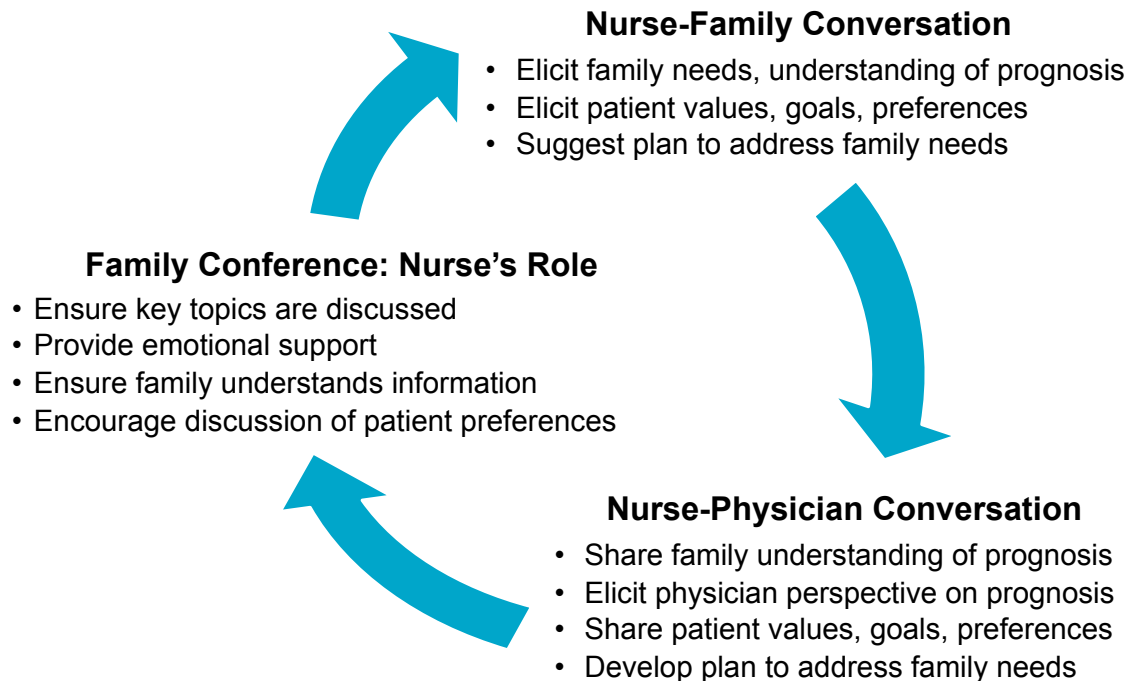 Nurse-Family Conversation
• Elicit family needs, understanding of prognosis
• Elicit patient values, goals, preferences
• Suggest plan to address family needs
Family Conference: Nurse’s Role
• Ensure key topics are discussed
• Provide emotional support
• Ensure family understands information
• Encourage discussion of patient preferences
Nurse-Physician Conversation
• Share family understanding of prognosis
• Elicit physician perspective on prognosis
• Share patient values, goals, preferences
• Develop plan to address family needs